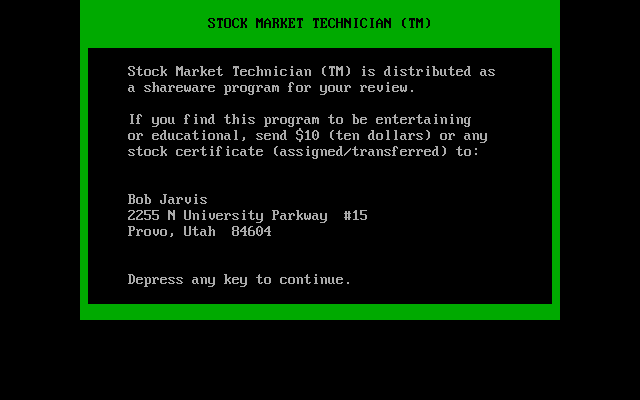 STOCK MARKET TECHNICIAN (TM)
Stock Market Technician (TM) is distributed as
a shareware program for your review.
If you find this program to be entertaining
or educational, send $10 (ten dollars) or any
stock certificate (assigned/transferred) to:
Bob Jarvis
2255 N University Parkway  #15
Provo, Utah  84604
Depress any key to continue.